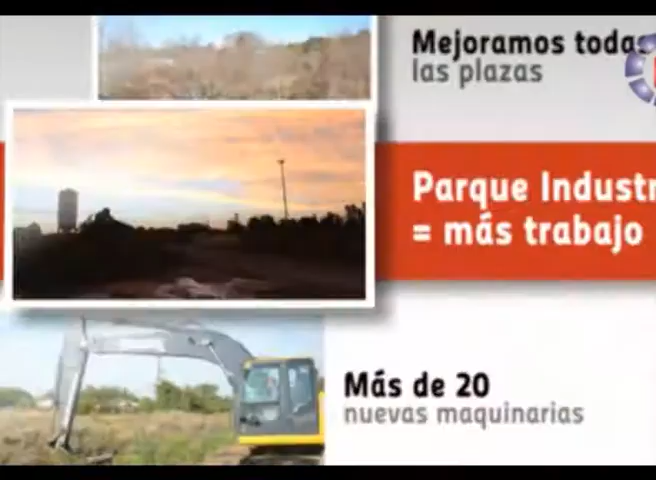 Mejoramos todas
las plazas
Parque Industr
= más trabajo
Más de 20
nuevas maquinarias